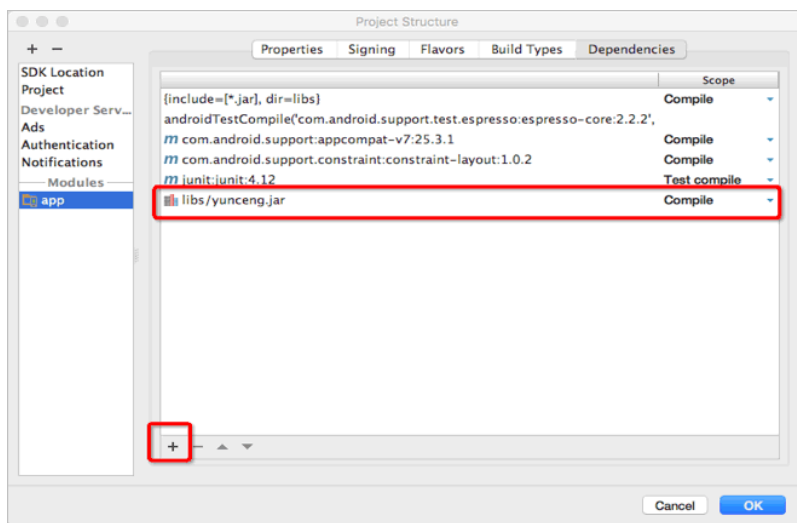 Project Structure
+ −
Properties Signing Flavors Build Types Dependencies
SDK Location
Project
Developer Serv...
Ads
Authentication
Notifications
Modules
app
Scope
{include=[*.jar], dir=libs} Compile
androidTestCompile('com.android.support.test.espresso:espresso-core:2.2.2',
m com.android.support:appcompat-v7:25.3.1 Compile
m com.android.support.constraint:constraint-layout:1.0.2 Compile
m junit:junit:4.12 Test compile
libs/yunceng.jar Compile
+ −
Cancel OK